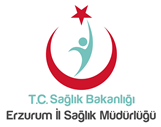 T.C. Sağlık Bakanlığı
Erzurum İl Sağlık Müdürlüğü